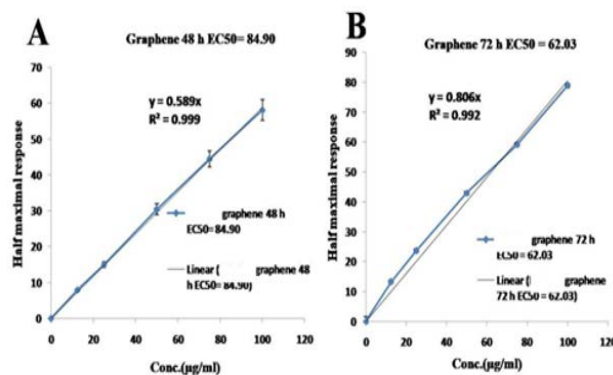 A
Graphene 48 h EC50= 84.90
70
60
50
40
30
20
10
0
Half maximal response
y = 0.589x
R² = 0.999
graphene 48 h
EC50= 84.90
Linear ( graphene 48
h EC50= 84.90)
0 20 40 60 80 100 120
Conc.(µg/ml)
B
Graphene 72 h EC50 = 62.03
90
80
70
60
50
40
30
20
10
0
Half maximal response
y = 0.806x
R² = 0.992
graphene 72 h
EC50 = 62.03
Linear ( graphene
72 h EC50 = 62.03)
0 20 40 60 80 100 120
Conc.(µg/ml)